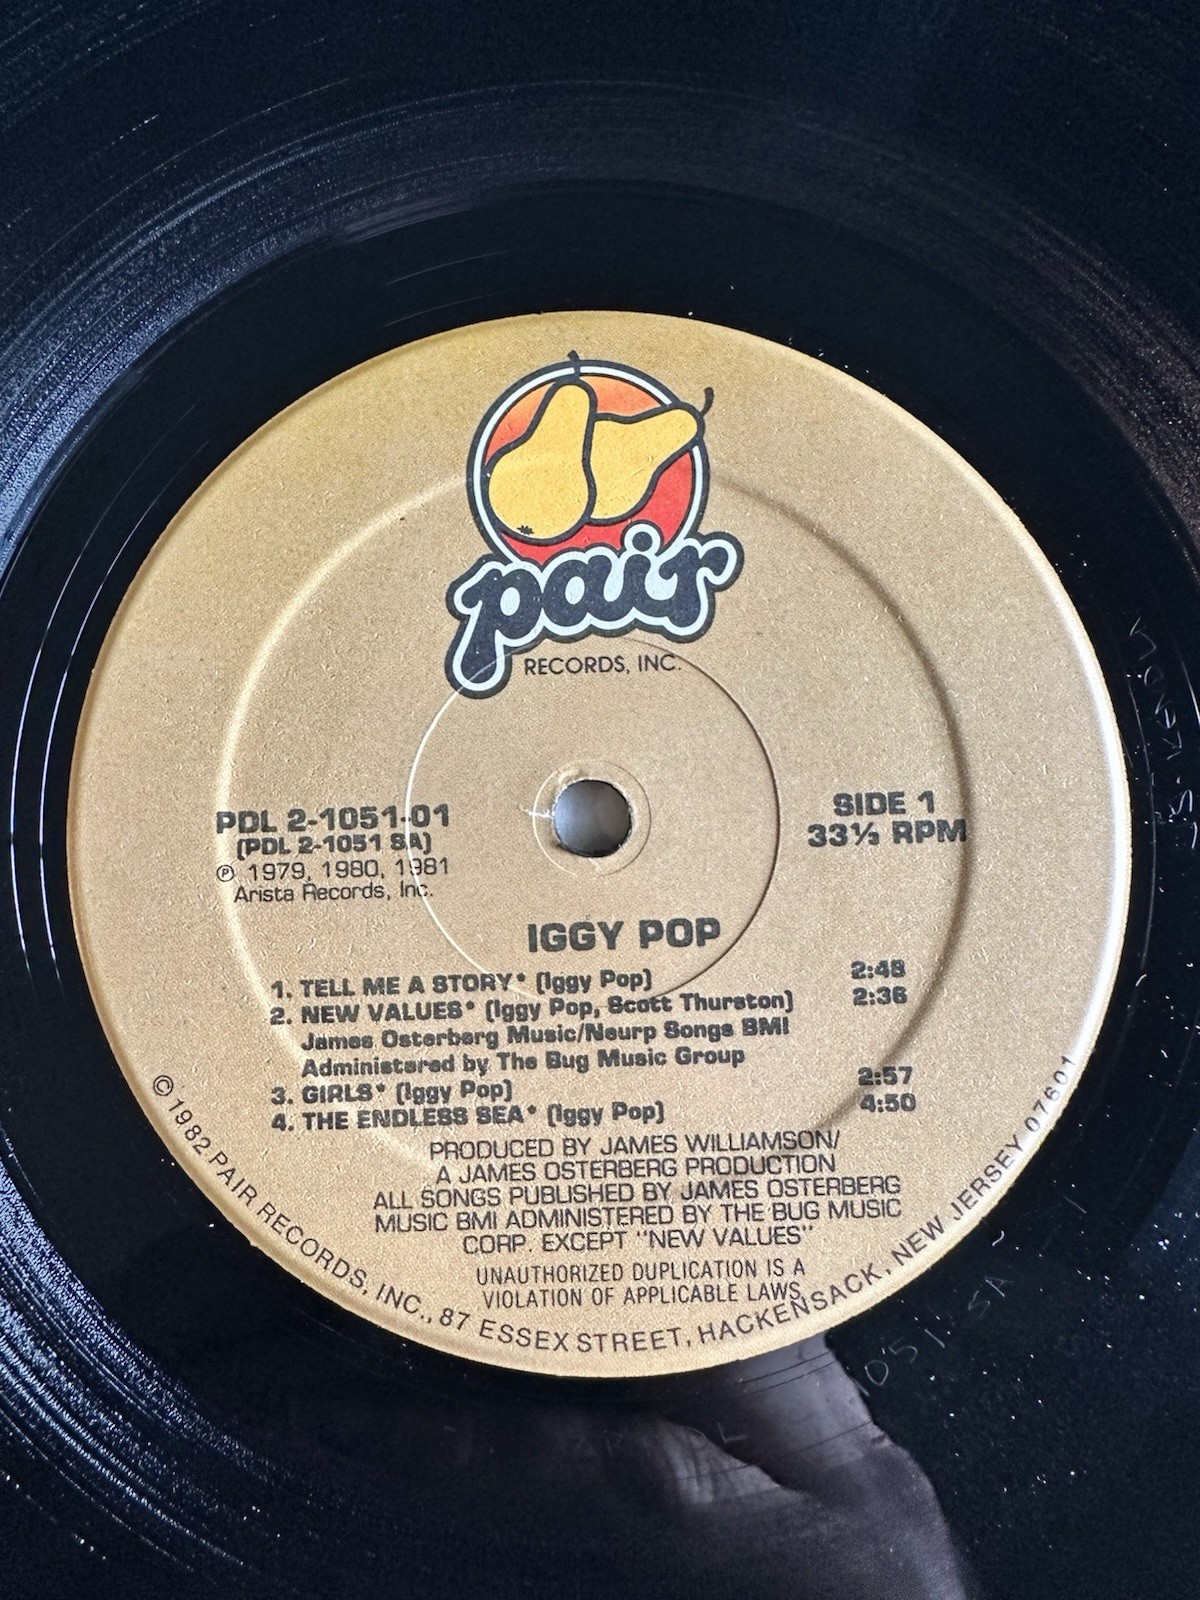 pair
RECORDS, INC.
PDL 2-1051-01
(PDL 2-1051 SA)
℗ 1979, 1980, 1981
Arista Records, Inc.
SIDE 1
33⅓ RPM
IGGY POP
1. TELL ME A STORY* (Iggy Pop) 2:48
2. NEW VALUES* (Iggy Pop, Scott Thurston) 2:36
James Osterberg Music/Neurp Songs BMI
Administered by The Bug Music Group
3. GIRLS* (Iggy Pop) 2:57
4. THE ENDLESS SEA* (Iggy Pop) 4:50
PRODUCED BY JAMES WILLIAMSON/
A JAMES OSTERBERG PRODUCTION
ALL SONGS PUBLISHED BY JAMES OSTERBERG
MUSIC BMI ADMINISTERED BY THE BUG MUSIC
CORP. EXCEPT "NEW VALUES"
UNAUTHORIZED DUPLICATION IS A
VIOLATION OF APPLICABLE LAWS.
© 1982 PAIR RECORDS, INC., 87 ESSEX STREET, HACKENSACK, NEW JERSEY 07601
1051 SA